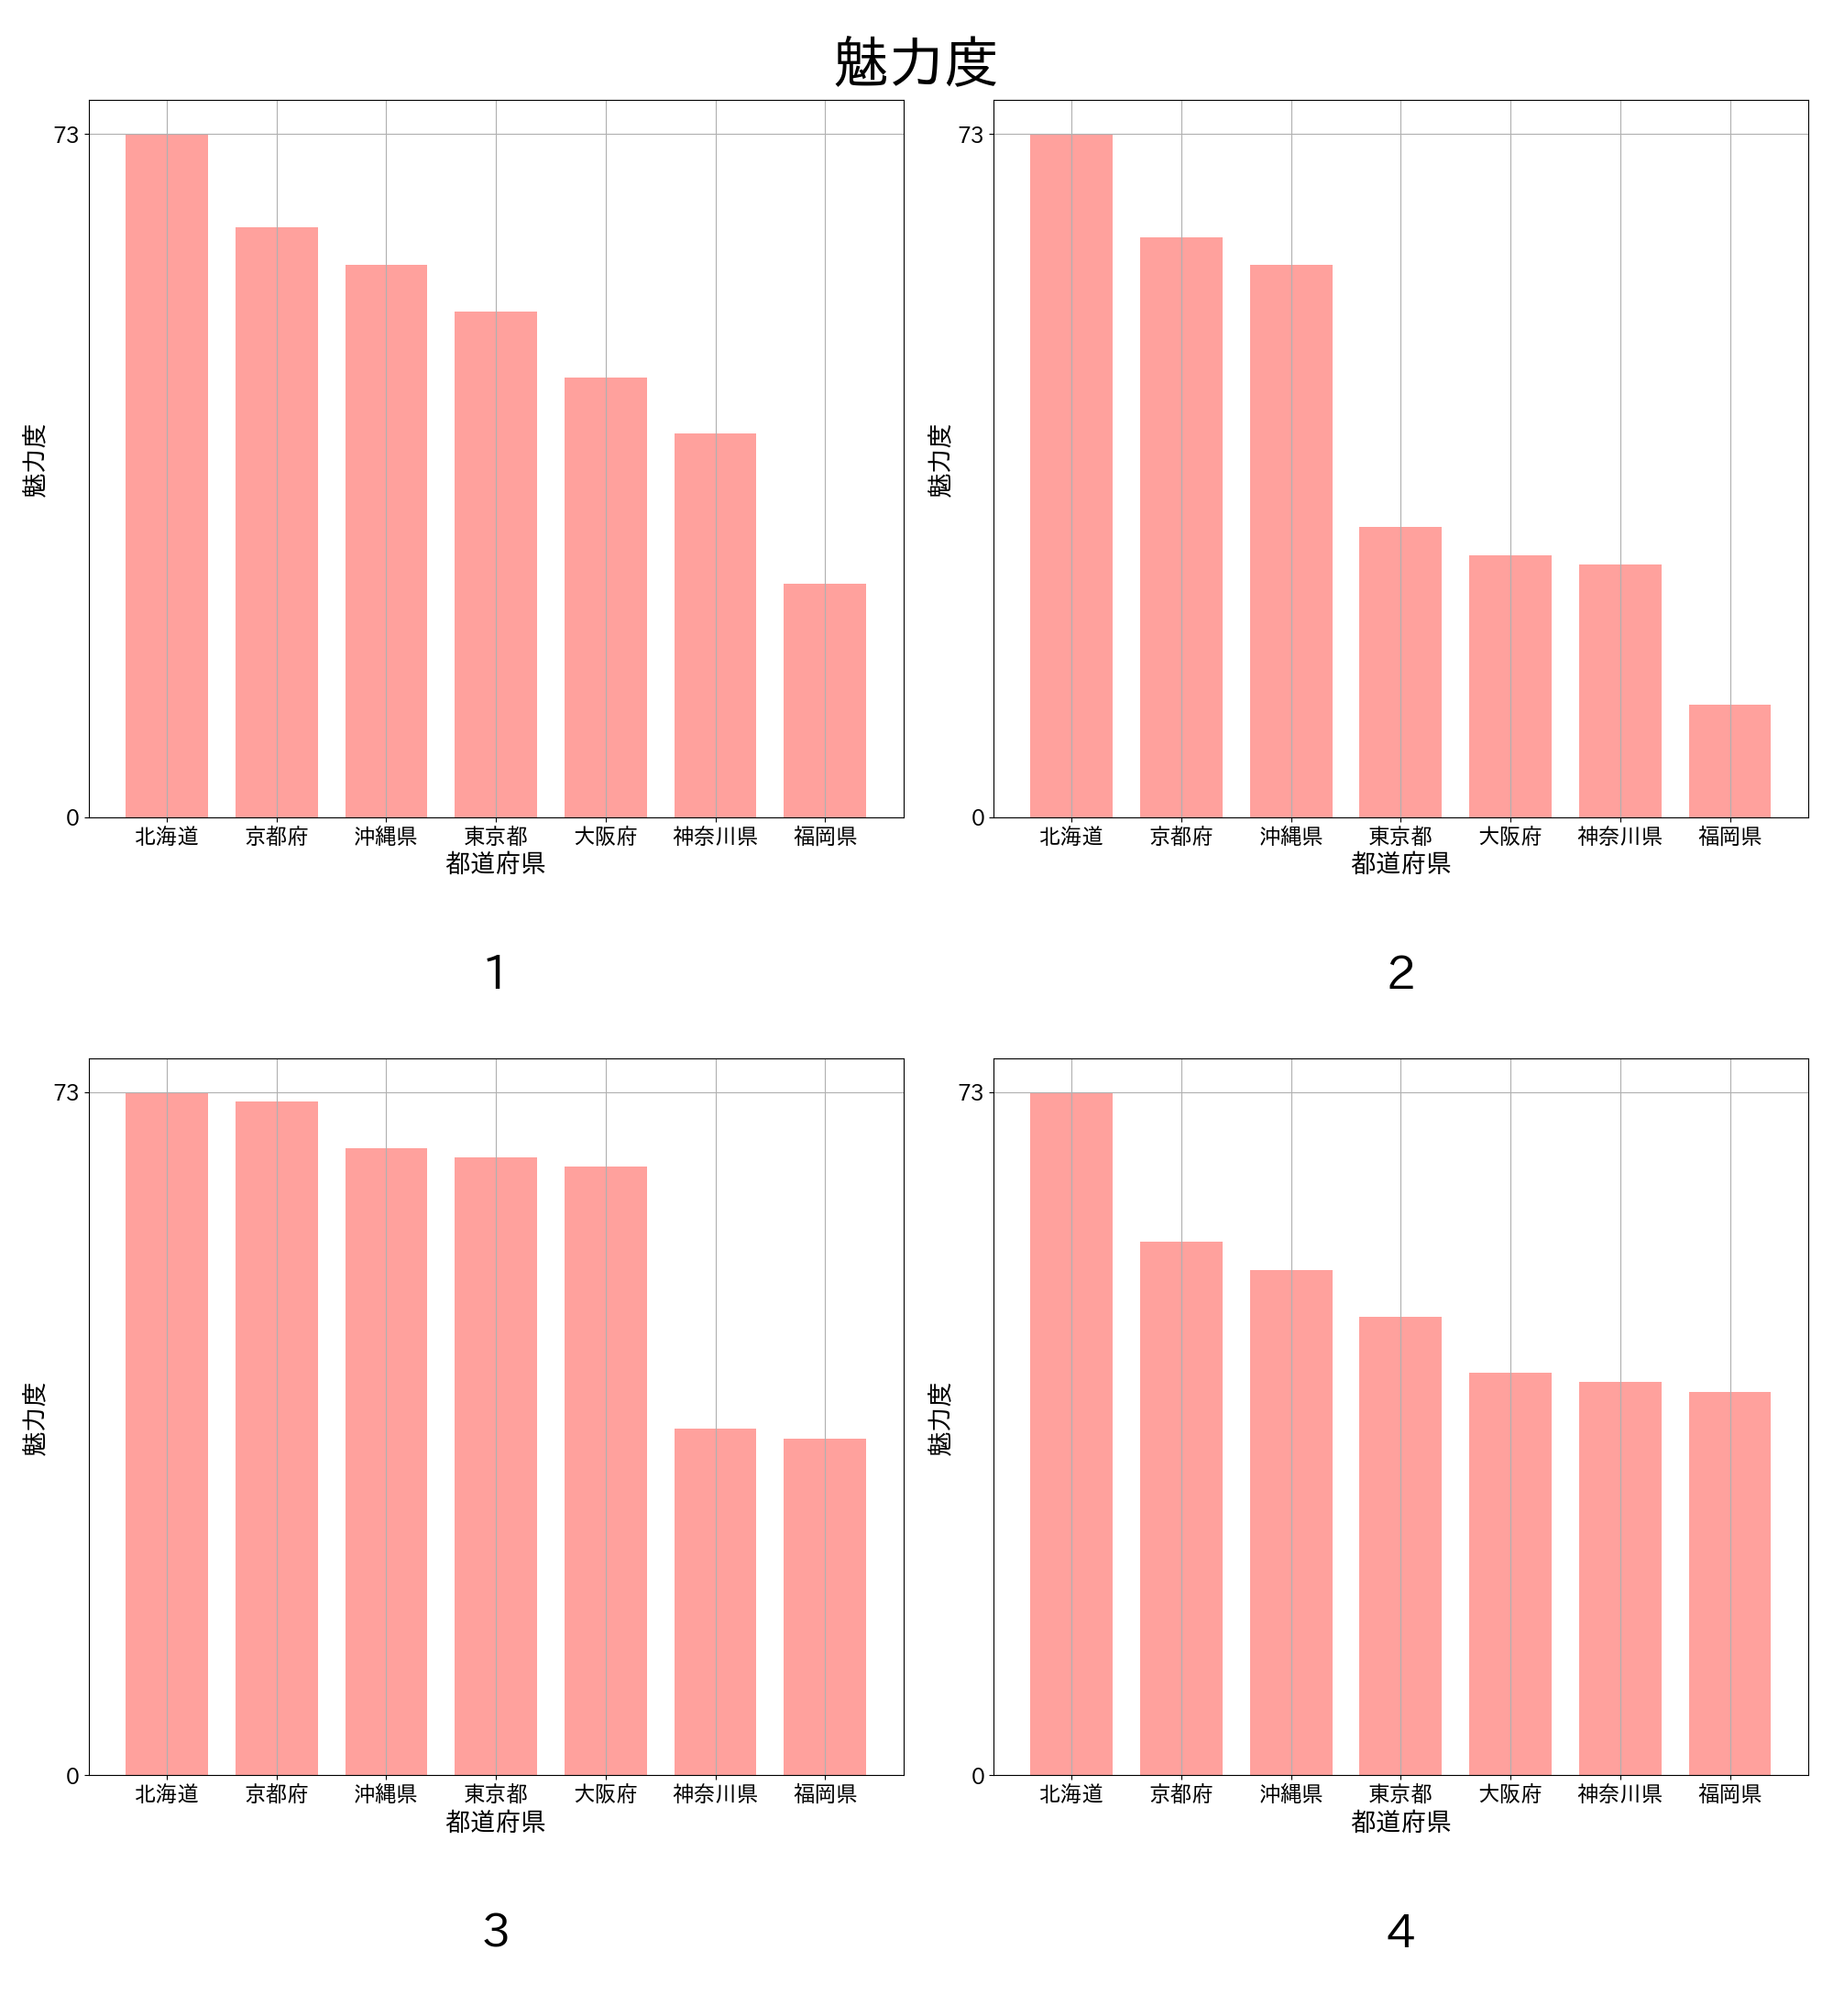 魅力度
73
0
魅力度
北海道 京都府 沖縄県 東京都 大阪府 神奈川県 福岡県
都道府県
1
73
0
魅力度
北海道 京都府 沖縄県 東京都 大阪府 神奈川県 福岡県
都道府県
2
73
0
魅力度
北海道 京都府 沖縄県 東京都 大阪府 神奈川県 福岡県
都道府県
3
73
0
魅力度
北海道 京都府 沖縄県 東京都 大阪府 神奈川県 福岡県
都道府県
4